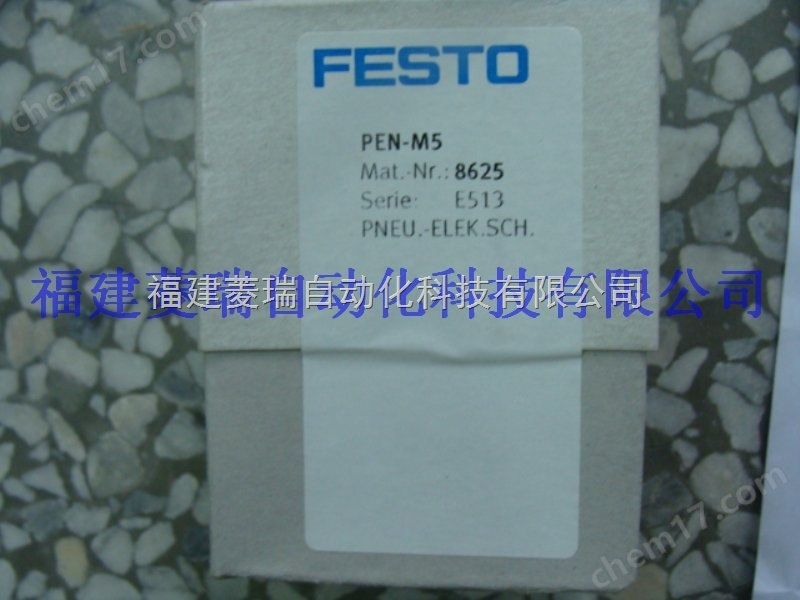 chem17.com
FESTO
PEN-M5
Mat.-Nr.: 8625
Serie: E513
PNEU.-ELEK.SCH.
福建菱瑞自动化科技有限公司
福建菱瑞自动化科技有限公司
chem17.com